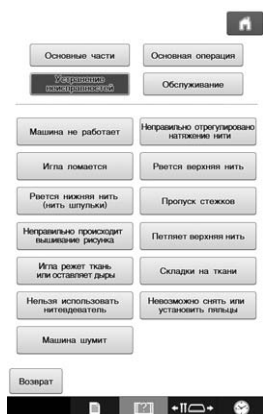 Основные части
Основная операция
Устранение
неисправностей
Обслуживание
Машина не работает
Неправильно отрегулировано
натяжение нити
Игла ломается
Рвется верхняя нить
Рвется нижняя нить
(нить шпульки)
Пропуск стежков
Неправильно происходит
вышивание рисунка
Петляет верхняя нить
Игла режет ткань
или оставляет дыры
Складки на ткани
Нельзя использовать
нитевдеватель
Невозможно снять или
установить пяльцы
Машина шумит
Возврат